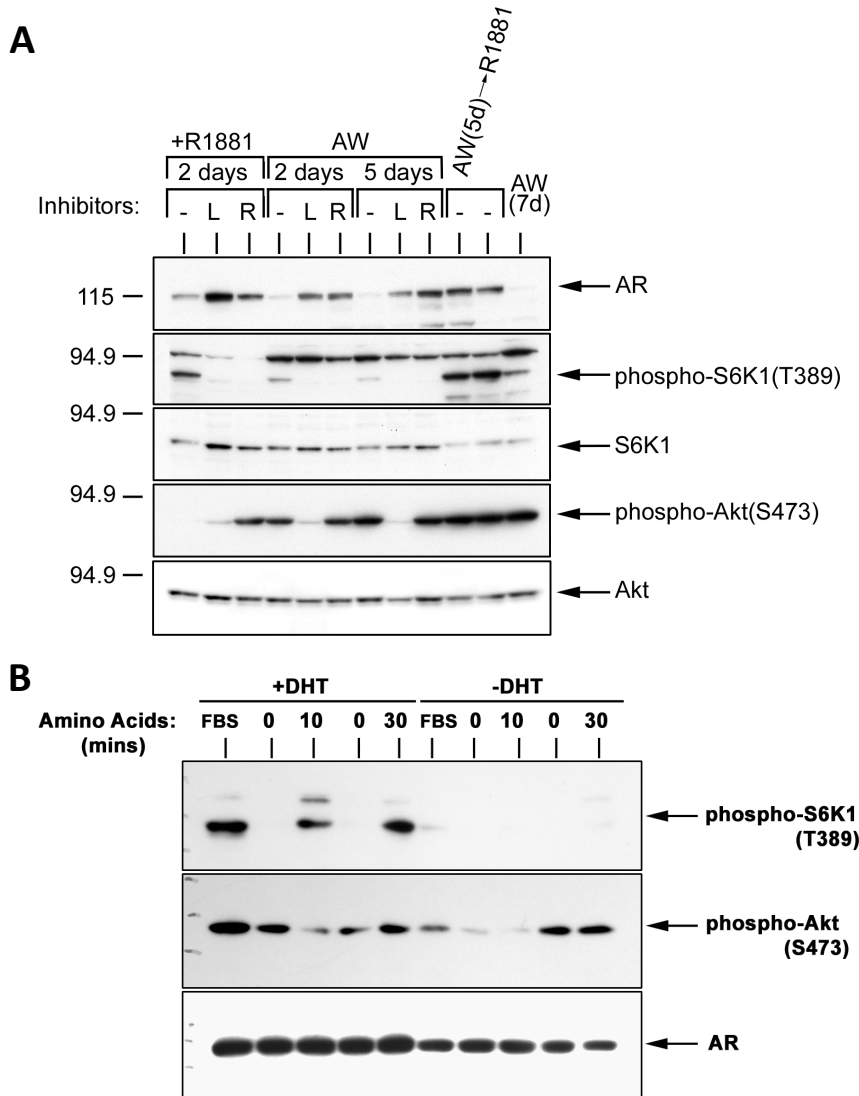 A
AW(5d)→R1881
+R1881 AW
2 days 2 days 5 days AW
(7d)
Inhibitors: - L R - L R - L R - -
115 AR
94.9
phospho-S6K1(T389)
94.9
S6K1
94.9
phospho-Akt(S473)
94.9
Akt
B
+DHT -DHT
Amino Acids: FBS 0 10 0 30 FBS 0 10 0 30
(mins)
phospho-S6K1
(T389)
phospho-Akt
(S473)
AR